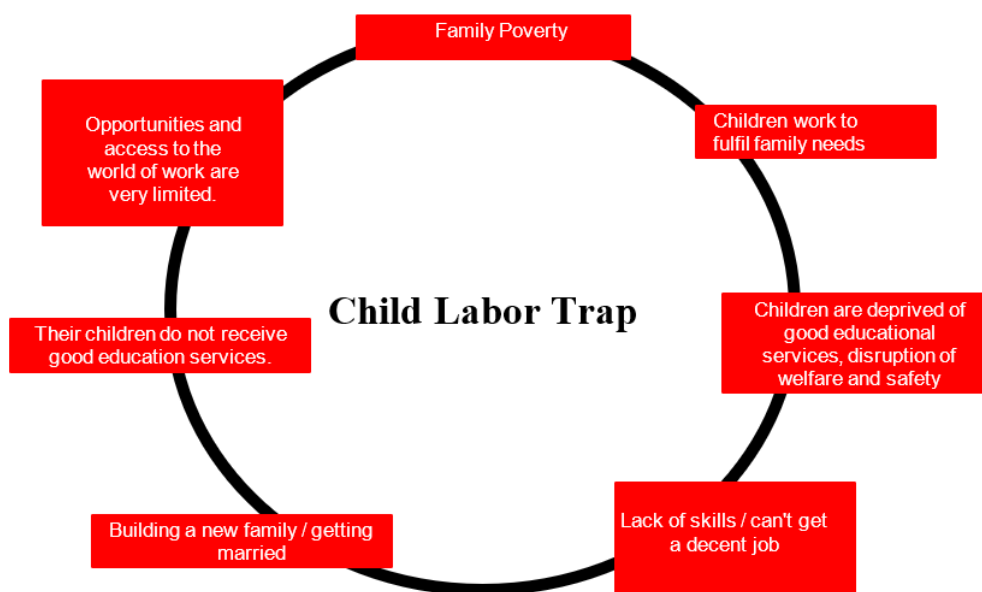 Family Poverty
Children work to
fulfil family needs
Children are deprived of
good educational
services, disruption of
welfare and safety
Lack of skills / can't get
a decent job
Building a new family / getting
married
Their children do not receive
good education services.
Opportunities and
access to the
world of work are
very limited.
Child Labor Trap